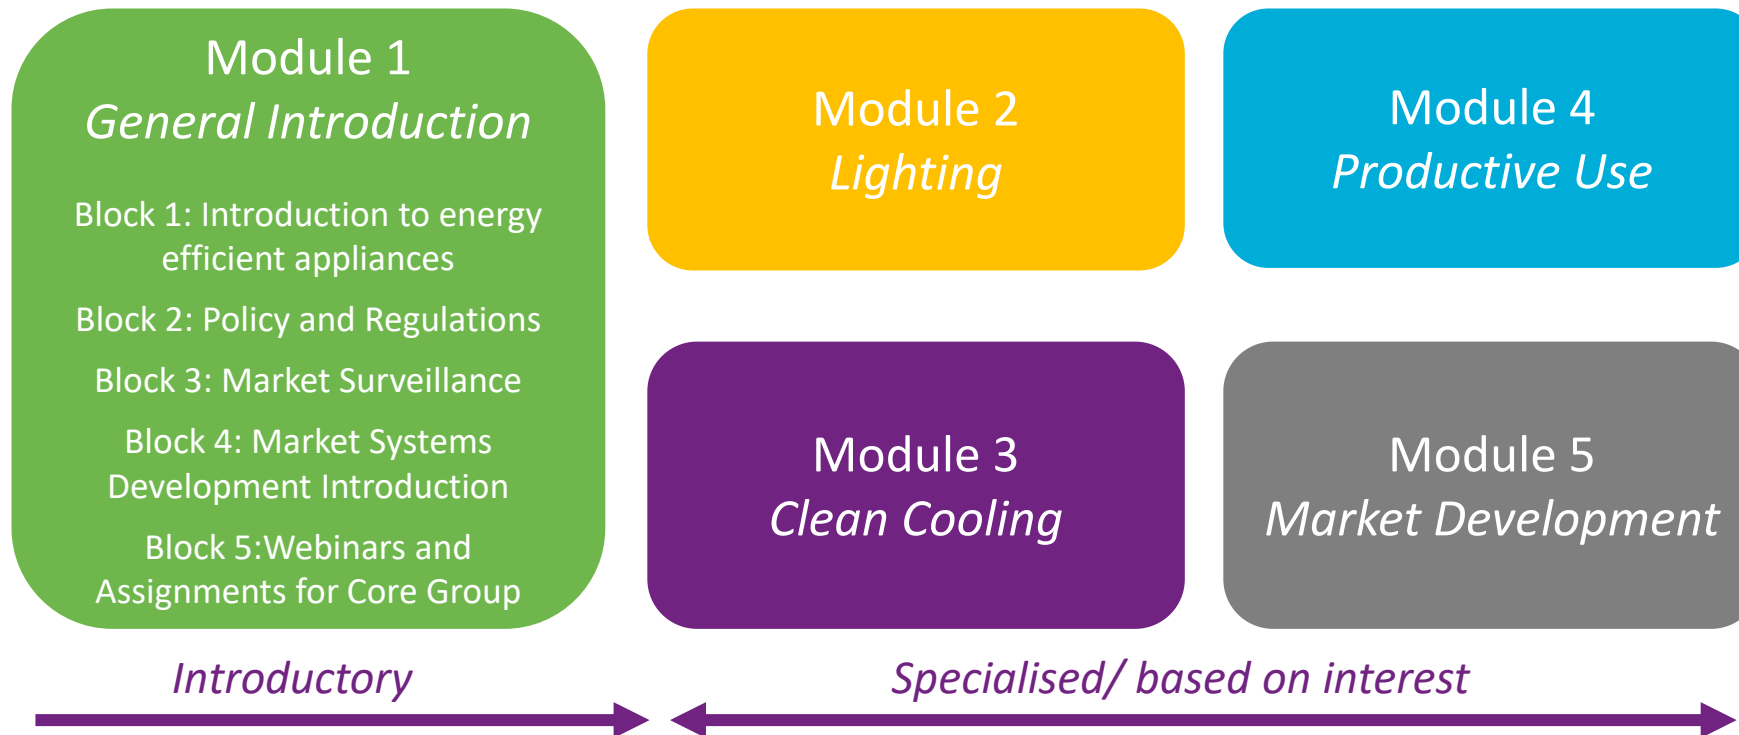 Module 1
General Introduction
Block 1: Introduction to energy
efficient appliances
Block 2: Policy and Regulations
Block 3: Market Surveillance
Block 4: Market Systems
Development Introduction
Block 5:Webinars and
Assignments for Core Group
Module 2
Lighting
Module 4
Productive Use
Module 3
Clean Cooling
Module 5
Market Development
Introductory
Specialised/ based on interest